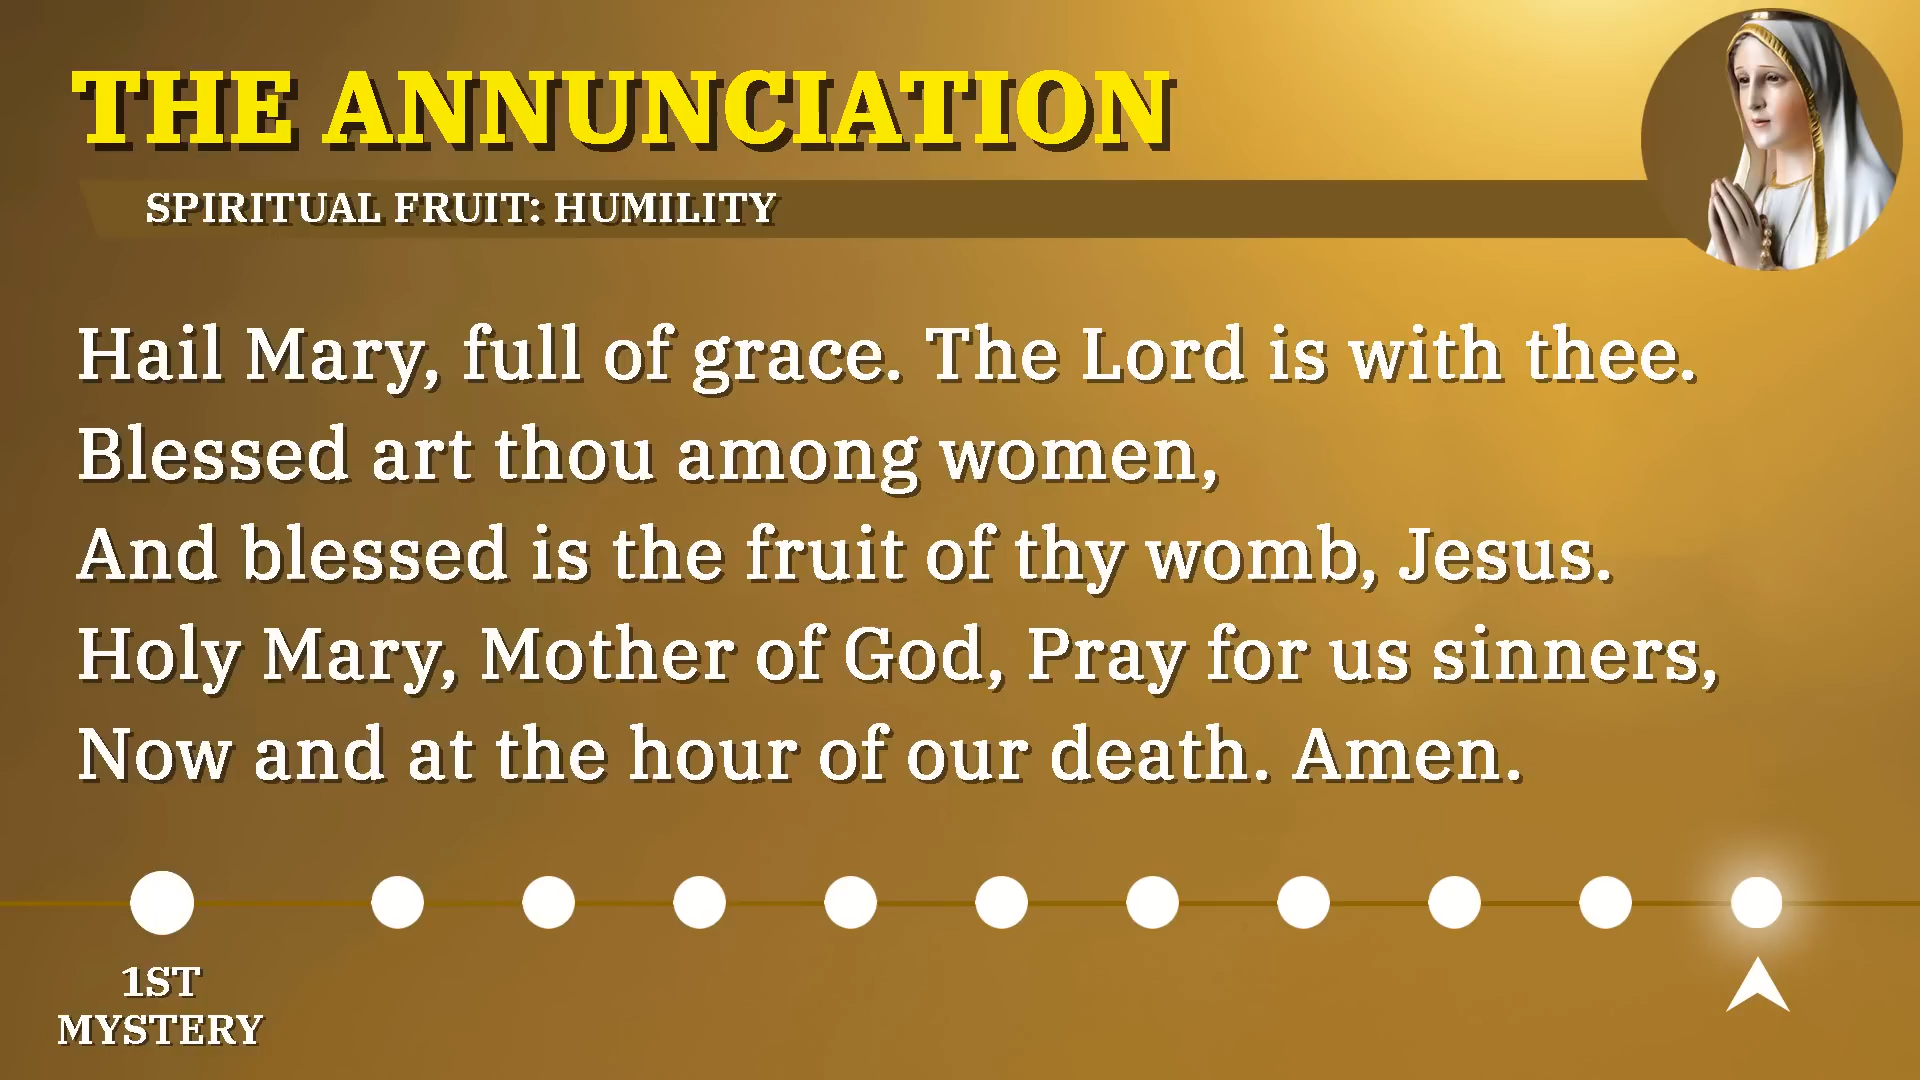 THE ANNUNCIATION
SPIRITUAL FRUIT: HUMILITY
Hail Mary, full of grace. The Lord is with thee.
Blessed art thou among women,
And blessed is the fruit of thy womb, Jesus.
Holy Mary, Mother of God, Pray for us sinners,
Now and at the hour of our death. Amen.
1ST
MYSTERY